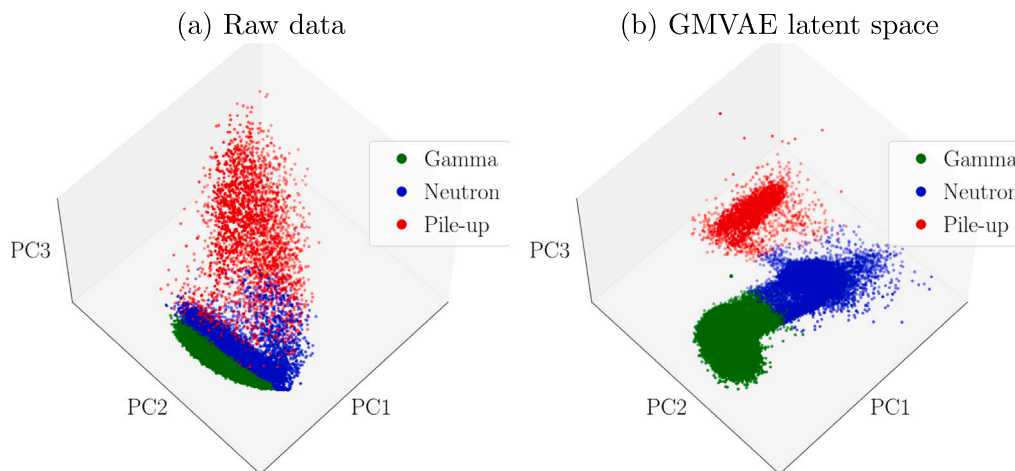 (a) Raw data
Gamma
Neutron
Pile-up
PC3
PC2
PC1
(b) GMVAE latent space
Gamma
Neutron
Pile-up
PC3
PC2
PC1